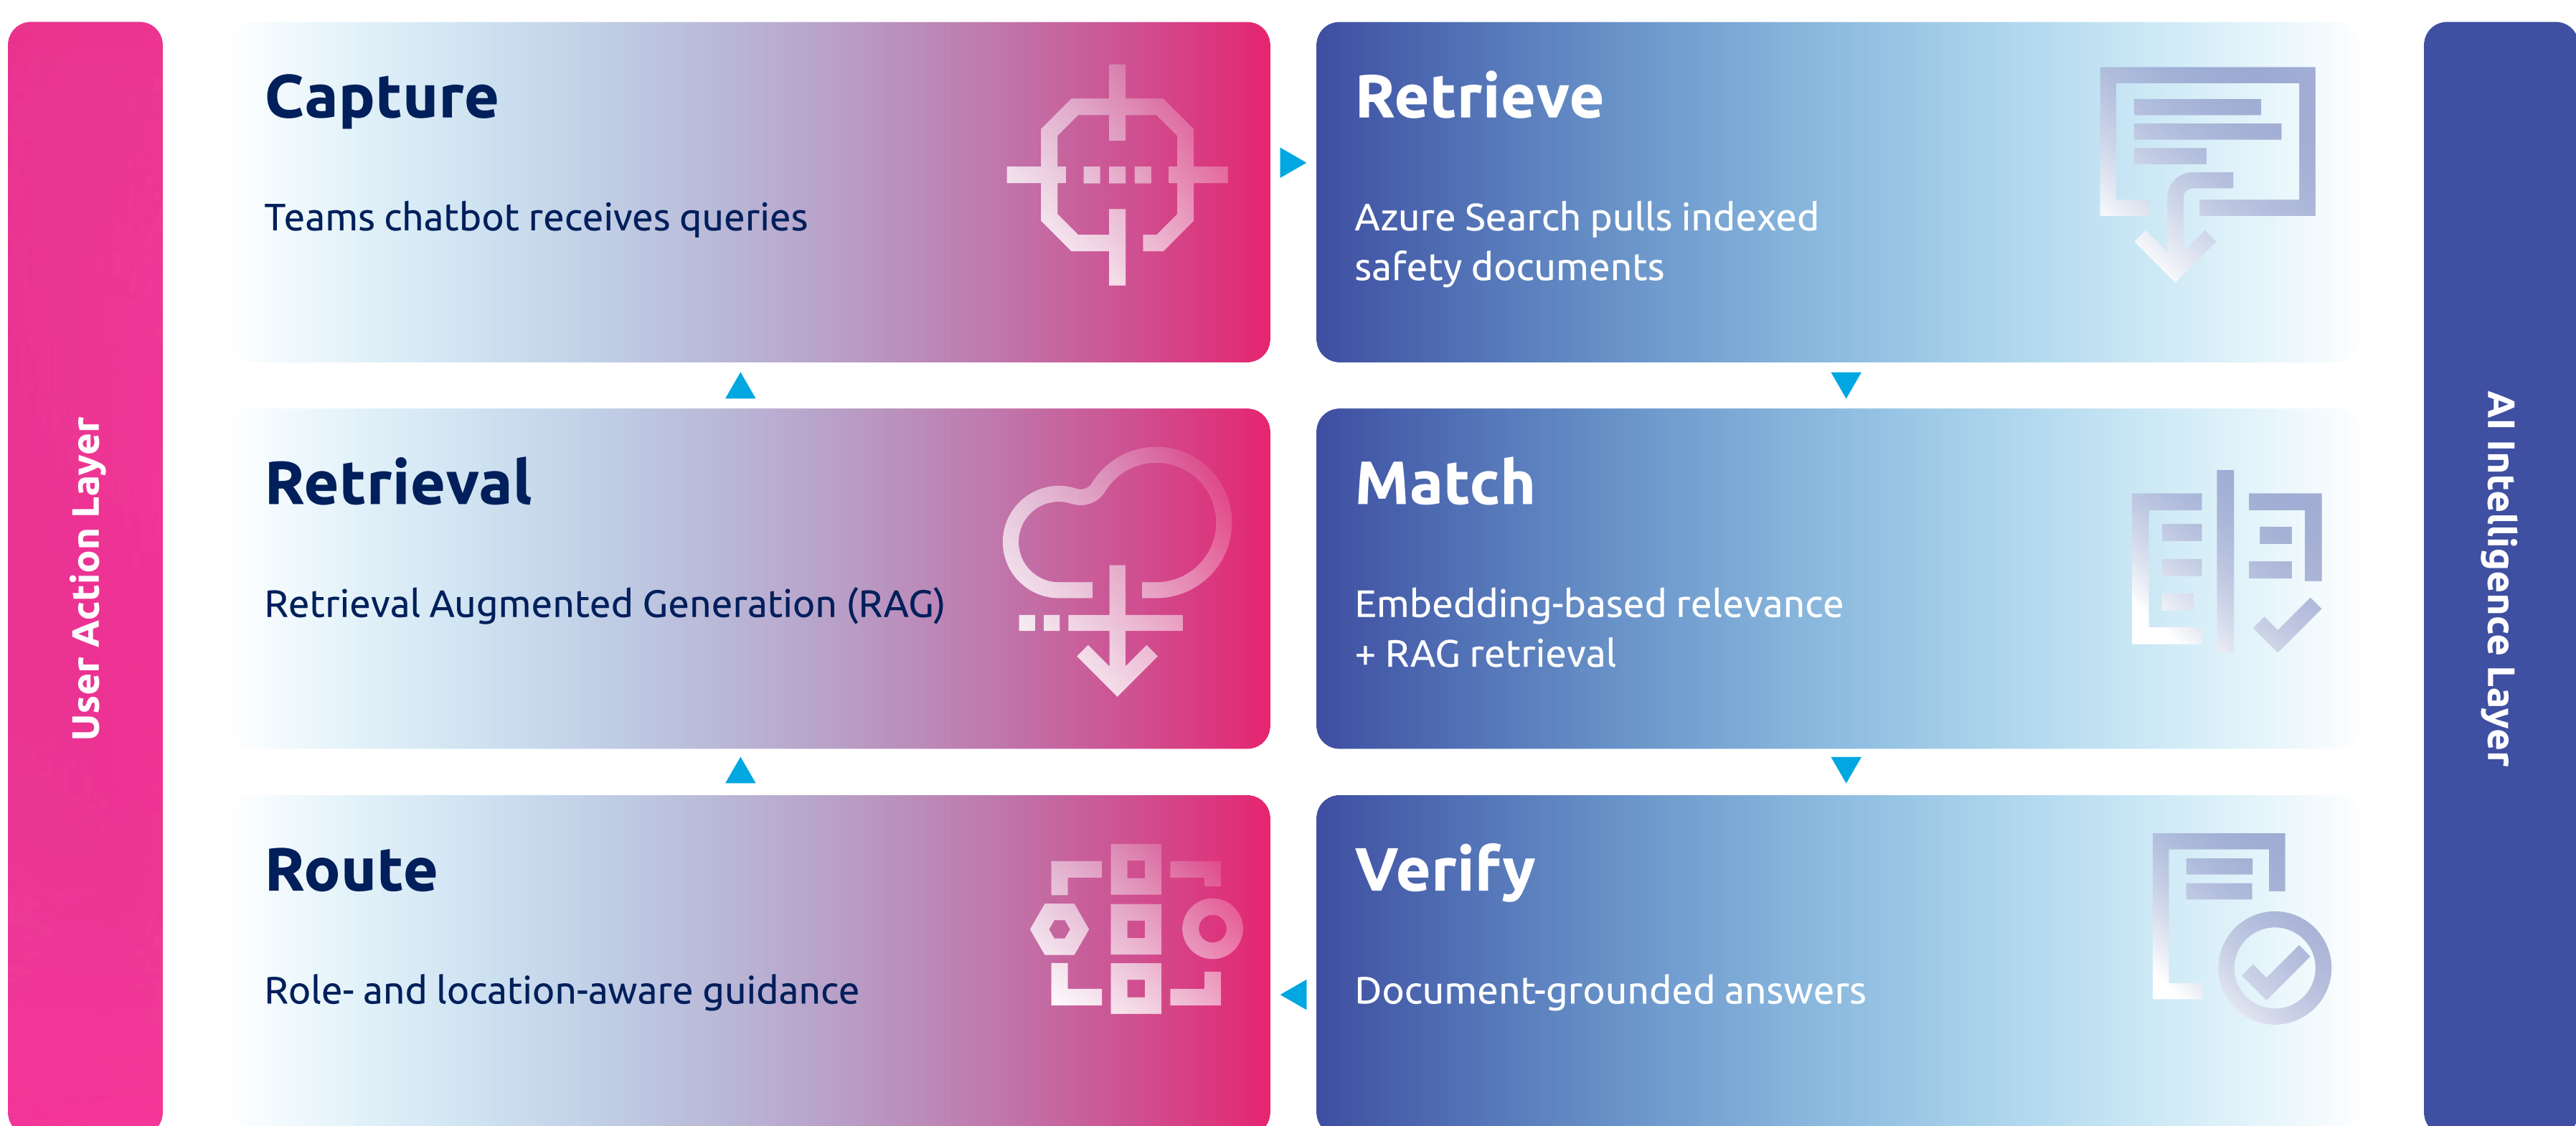 User Action Layer
Capture
Teams chatbot receives queries
Retrieve
Azure Search pulls indexed
safety documents
Retrieval
Retrieval Augmented Generation (RAG)
Match
Embedding-based relevance
+ RAG retrieval
Route
Role- and location-aware guidance
Verify
Document-grounded answers
AI Intelligence Layer